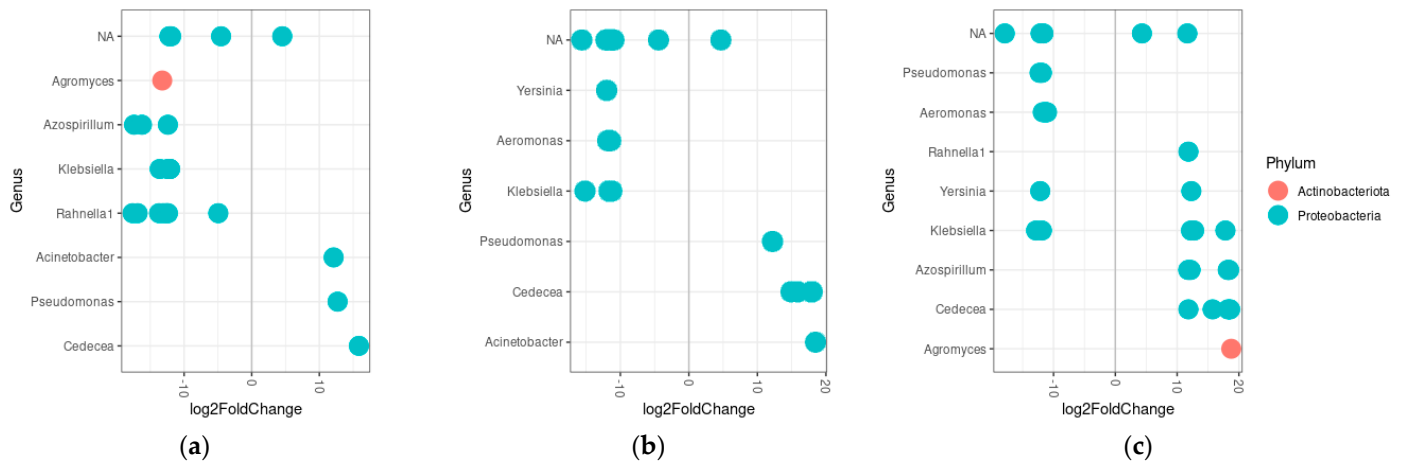 NA
Agromyces
Azospirillum
Klebsiella
Rahnella1
Acinetobacter
Pseudomonas
Cedecea
Genus
-10
0
10
log2FoldChange
(a)
NA
Yersinia
Aeromonas
Klebsiella
Pseudomonas
Cedecea
Acinetobacter
Genus
-10
0
10
20
log2FoldChange
(b)
NA
Pseudomonas
Aeromonas
Rahnella1
Yersinia
Klebsiella
Azospirillum
Cedecea
Agromyces
Genus
-10
0
10
20
log2FoldChange
(c)
Phylum
Actinobacteriota
Proteobacteria